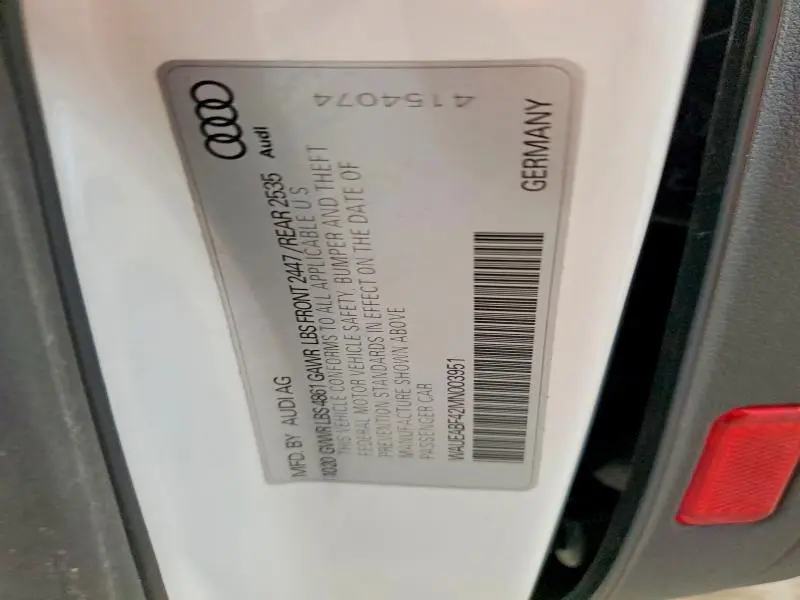 MFD. BY AUDI AG
10/20 GVWR LBS 4861 GAWR LBS FRONT 2447 / REAR 2535
THIS VEHICLE CONFORMS TO ALL APPLICABLE U S
FEDERAL MOTOR VEHICLE SAFETY, BUMPER AND THEFT
PREVENTION STANDARDS IN EFFECT ON THE DATE OF
MANUFACTURE SHOWN ABOVE
PASSENGER CAR
WAUEABF42MN003951
Audi
GERMANY
4154074